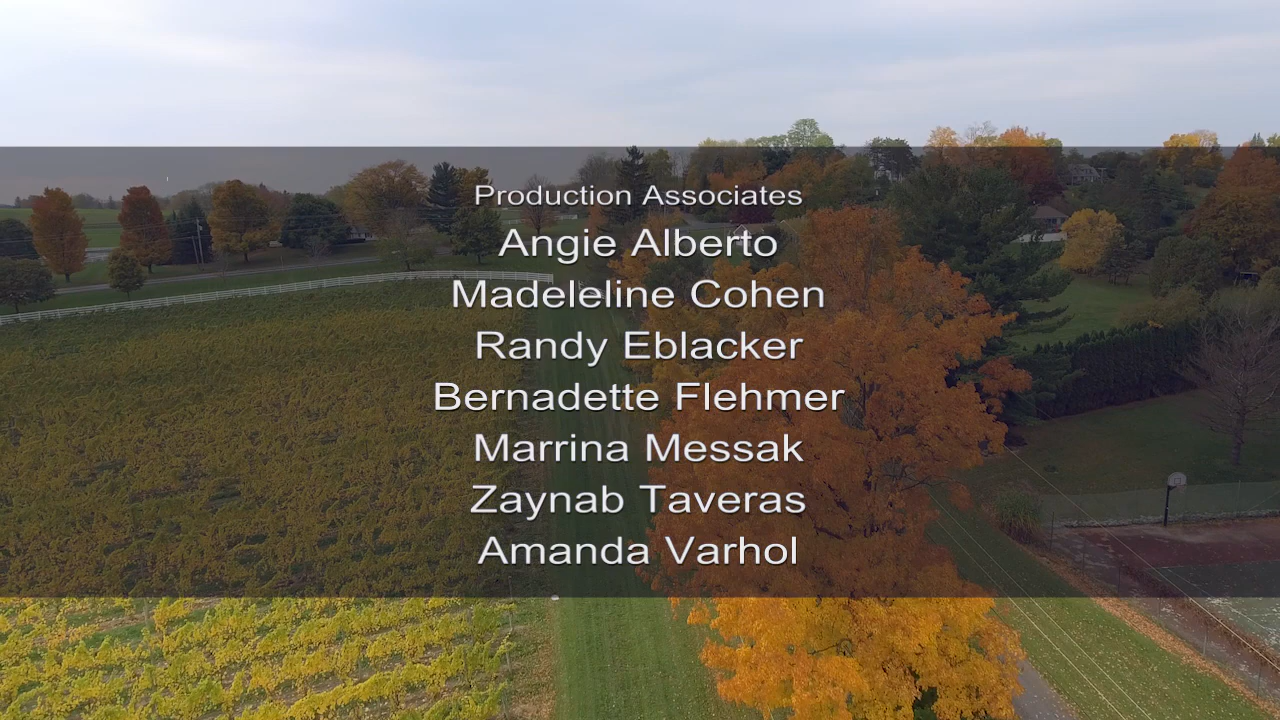 Production Associates
Angie Alberto
Madeleline Cohen
Randy Eblacker
Bernadette Flehmer
Marrina Messak
Zaynab Taveras
Amanda Varhol